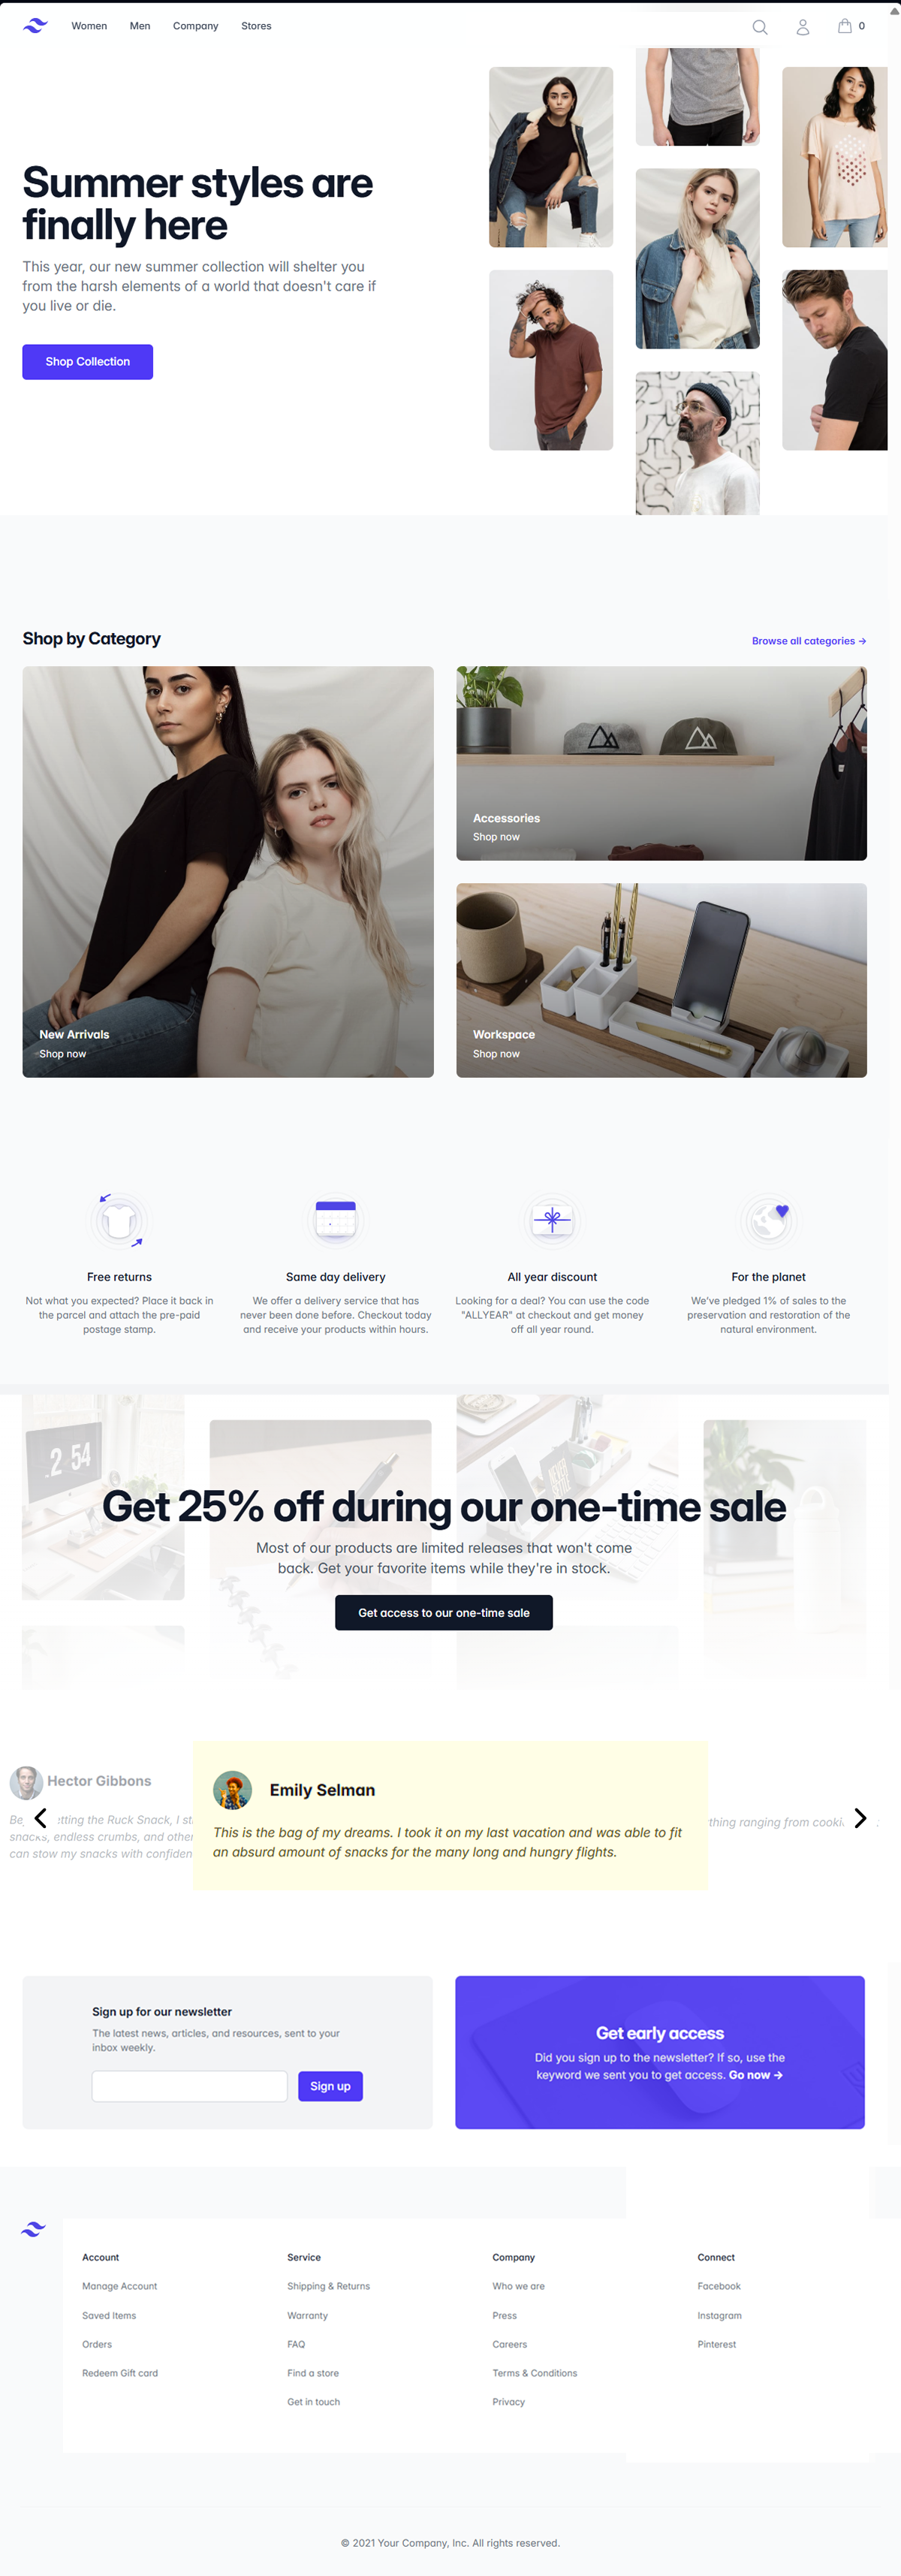 Women Men Company Stores 0
Summer styles are
finally here
This year, our new summer collection will shelter you
from the harsh elements of a world that doesn't care if
you live or die.
Shop Collection
Shop by Category
Browse all categories →
Accessories
Shop now
New Arrivals
Shop now
Workspace
Shop now
Free returns
Not what you expected? Place it back in
the parcel and attach the pre-paid
postage stamp.
Same day delivery
We offer a delivery service that has
never been done before. Checkout today
and receive your products within hours.
All year discount
Looking for a deal? You can use the code
"ALLYEAR" at checkout and get money
off all year round.
For the planet
We've pledged 1% of sales to the
preservation and restoration of the
natural environment.
2 54
Get 25% off during our one-time sale
Most of our products are limited releases that won't come
back. Get your favorite items while they're in stock.
Get access to our one-time sale
Hector Gibbons
tting the Ruck Snack, I
snacks, endless crumbs, and other
can stow my snacks with confiden
Emily Selman
This is the bag of my dreams. I took it on my last vacation and was able to fit
an absurd amount of snacks for the many long and hungry flights.
thing ranging from cooki
Sign up for our newsletter
The latest news, articles, and resources, sent to your
inbox weekly.
Sign up
Get early access
Did you sign up to the newsletter? If so, use the
keyword we sent you to get access. Go now →
Account
Manage Account
Saved Items
Orders
Redeem Gift card
Service
Shipping & Returns
Warranty
FAQ
Find a store
Get in touch
Company
Who we are
Press
Careers
Terms & Conditions
Privacy
Connect
Facebook
Instagram
Pinterest
© 2021 Your Company, Inc. All rights reserved.